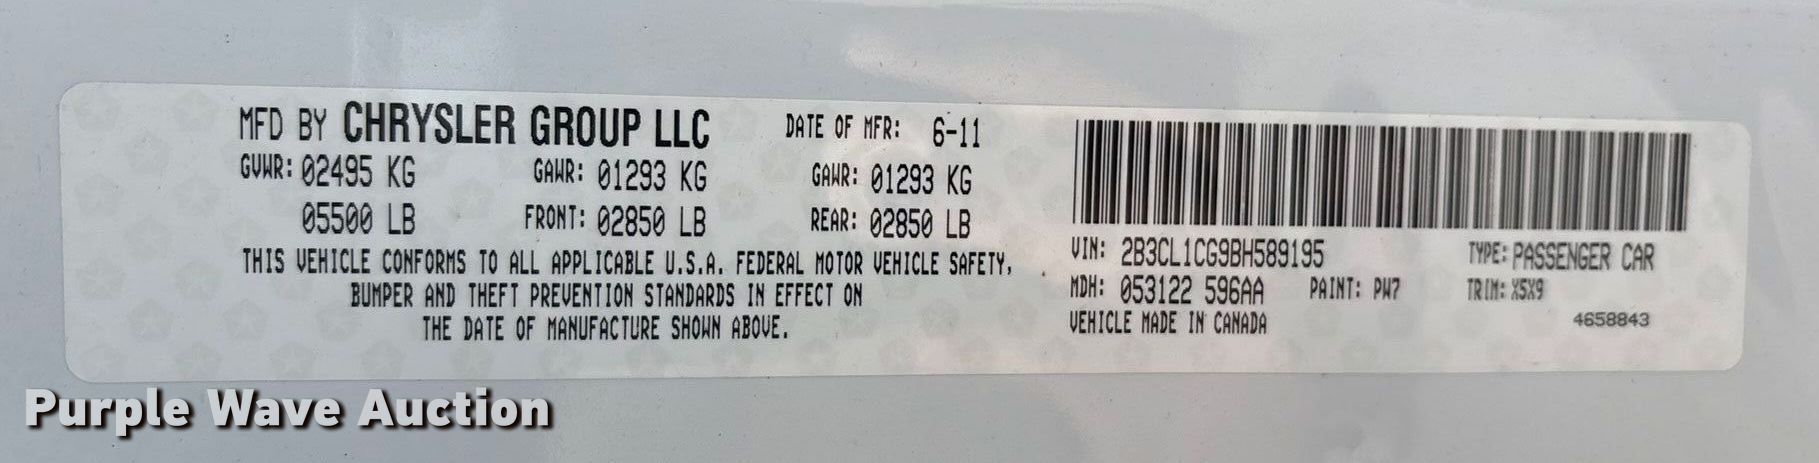 MFD BY CHRYSLER GROUP LLC DATE OF MFR: 6-11
GVWR: 02495 KG GAWR: 01293 KG GAWR: 01293 KG
05500 LB FRONT: 02850 LB REAR: 02850 LB
THIS VEHICLE CONFORMS TO ALL APPLICABLE U.S.A. FEDERAL MOTOR VEHICLE SAFETY,
BUMPER AND THEFT PREVENTION STANDARDS IN EFFECT ON
THE DATE OF MANUFACTURE SHOWN ABOVE.
VIN: 2B3CL1CG9BH589195 TYPE: PASSENGER CAR
MDH: 053122 596AA PAINT: PW7 TRIM: X5X9
VEHICLE MADE IN CANADA 4658843
Purple Wave Auction